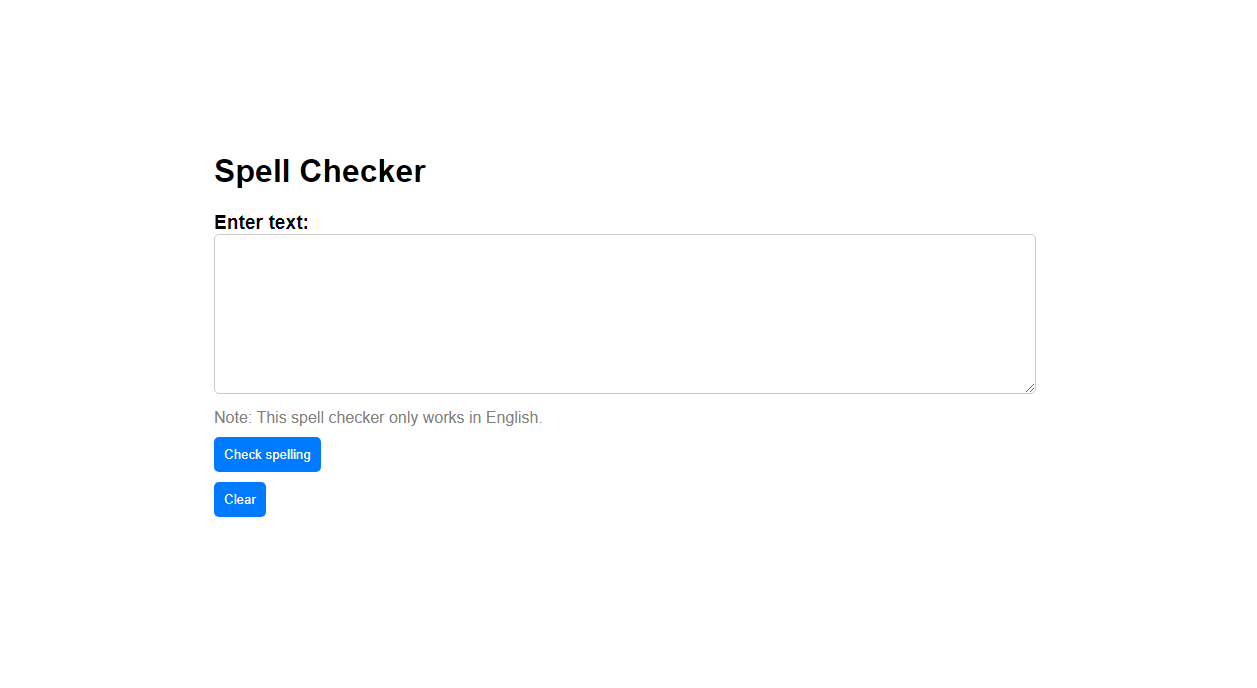 Spell Checker
Enter text:
Note: This spell checker only works in English.
Check spelling
Clear